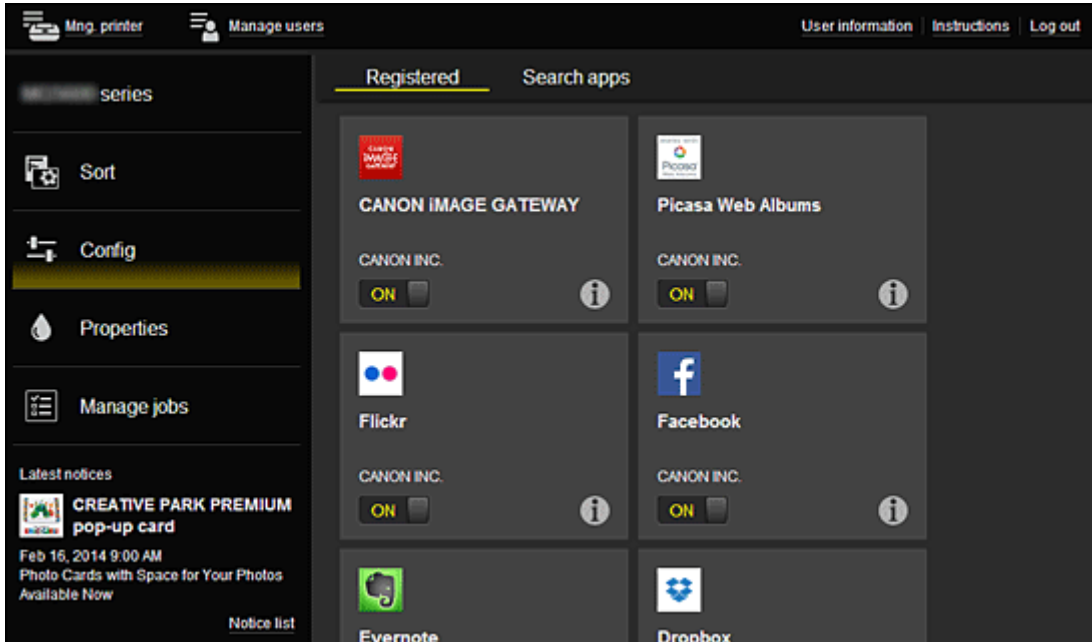 Mng. printer
Manage users
User information
Instructions
Log out
series
Sort
Config
Properties
Manage jobs
Latest notices
CREATIVE PARK PREMIUM
pop-up card
Feb 16, 2014 9:00 AM
Photo Cards with Space for Your Photos
Available Now
Notice list
Registered
Search apps
CANON iMAGE GATEWAY
CANON INC.
ON
Picasa
Picasa Web Albums
CANON INC.
ON
Flickr
CANON INC.
ON
Facebook
CANON INC.
ON
Evernote
Dropbox